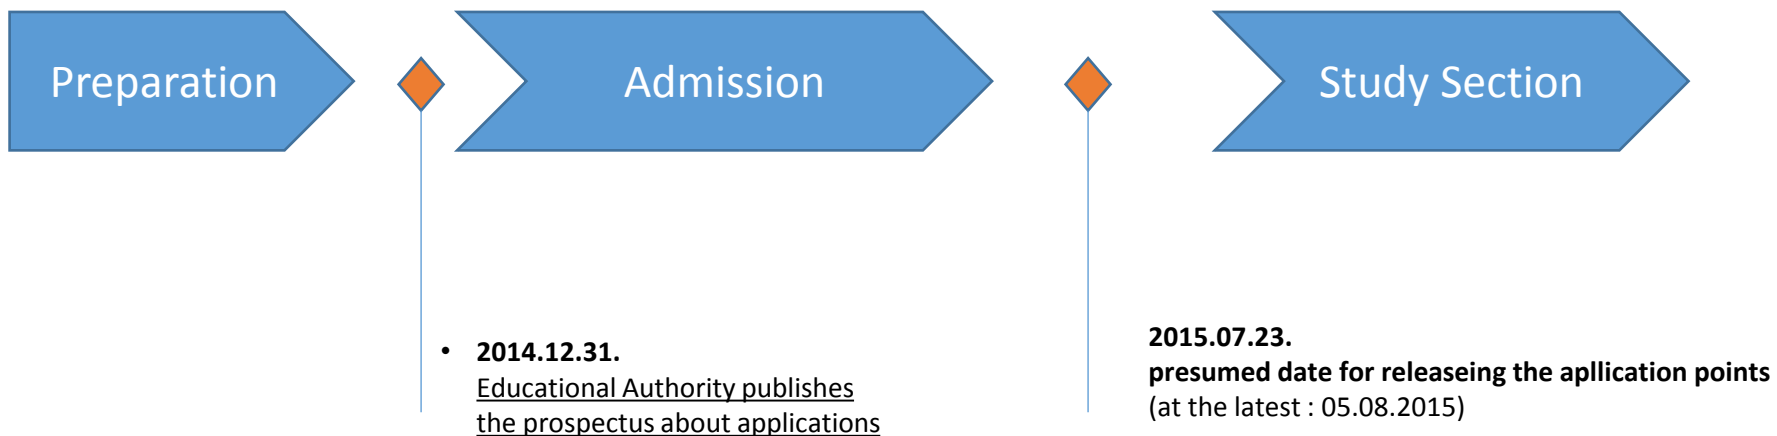 Preparation
Admission
Study Section
• 2014.12.31.
Educational Authority publishes
the prospectus about applications
2015.07.23.
presumed date for releaseing the apllication points
(at the latest : 05.08.2015)